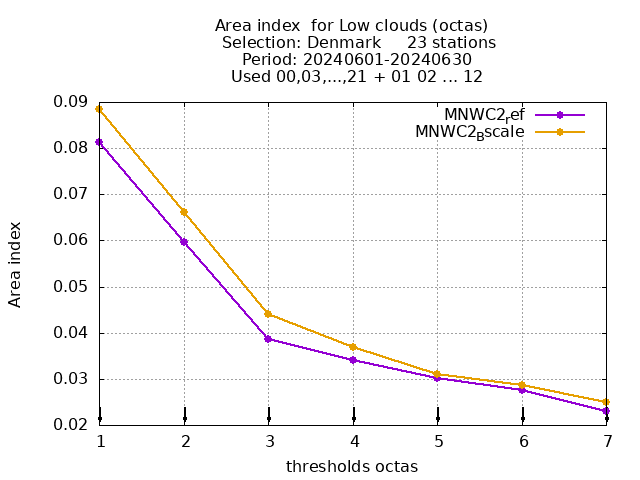 Area index  for Low clouds (octas)
Selection: Denmark     23 stations
Period: 20240601-20240630
Used 00,03,...,21 + 01 02 ... 12
0.09
0.08
0.07
0.06
0.05
0.04
0.03
0.02
Area index
MNWC2ref
MNWC2Bscale
1 2 3 4 5 6 7
thresholds octas